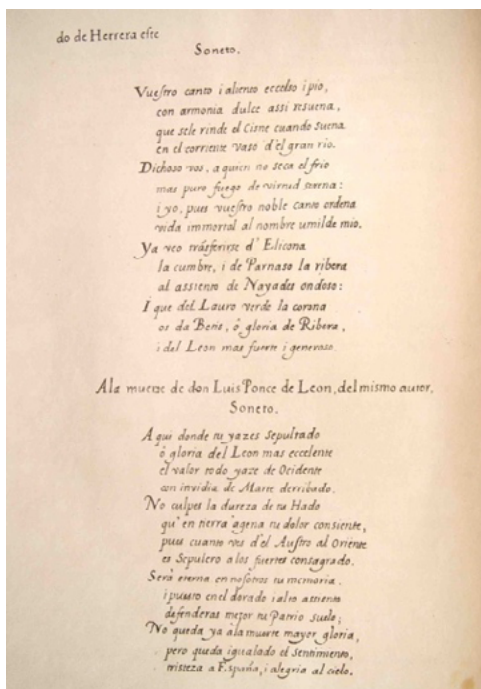 do de Herrera este
Soneto.
Vuestro canto i aliento eccelso i pio,
con armonia dulce assi resuena,
que sele rinde el Cisne cuando suena
en el corriente vaso d'el gran rio.
Dichoso vos, a quien no seca el frio
mas puro fuego de virtud serena:
i yo, pues vuestro noble canto ordena
vida immortal al nombre umilde mio.
Ya veo trãsferirse d' Elicona
la cumbre, i de Parnaso la ribera
al assiento de Nayades ondoso:
I que del Lauro verde la corona
os da Betis, ô gloria de Ribera,
i del Leon mas fuerte i generoso.
Ala muerte de don Luis Ponce de Leon, del mismo autor.
Soneto.
Aqui donde tu yazes sepultado
ô gloria del Leon mas eccelente
el valor todo yaze de Ocidente
con invidia de Marte derribado.
No culpes la dureza de tu Hado
qu' en tierra agena tu dolor consiente,
pues cuanto ves d'el Austro al Oriente
es Sepulcro a los fuertes consagrado.
Serà eterna en nosotros tu memoria,
i puesto en el dorado i alto assiento
defenderas mejor tu Patrio suelo;
No queda ya àla muerte mayor gloria,
pero queda igualado el sentimiento,
tristeza a España, i alegria al cielo.